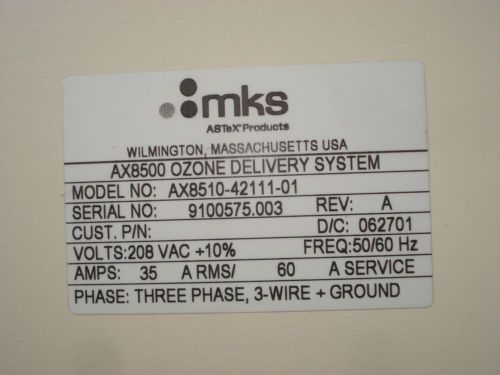 mks
ASTeX® Products
WILMINGTON, MASSACHUSETTS USA
AX8500 OZONE DELIVERY SYSTEM
MODEL NO: AX8510-42111-01
SERIAL NO: 9100575.003 REV: A
CUST. P/N: D/C: 062701
VOLTS:208 VAC +10% FREQ:50/60 Hz
AMPS: 35 A RMS/ 60 A SERVICE
PHASE: THREE PHASE, 3-WIRE + GROUND